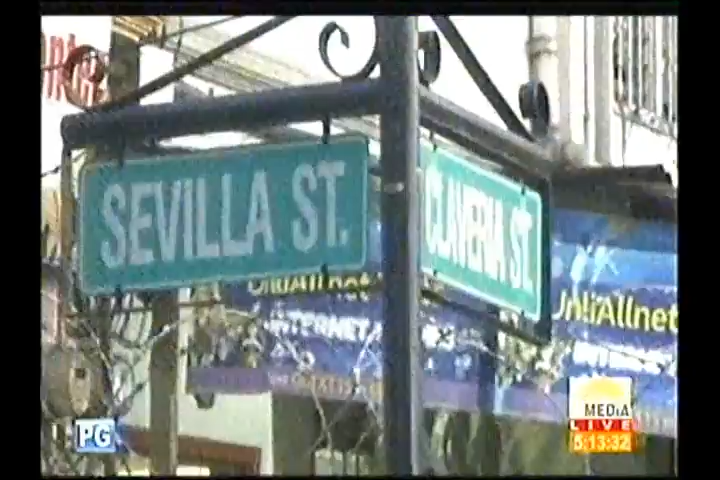 SEVILLA ST.
CLAVERIA ST.
UnliAllnet
INTERNET
PG
MEDIA
LIVE
5:13:32